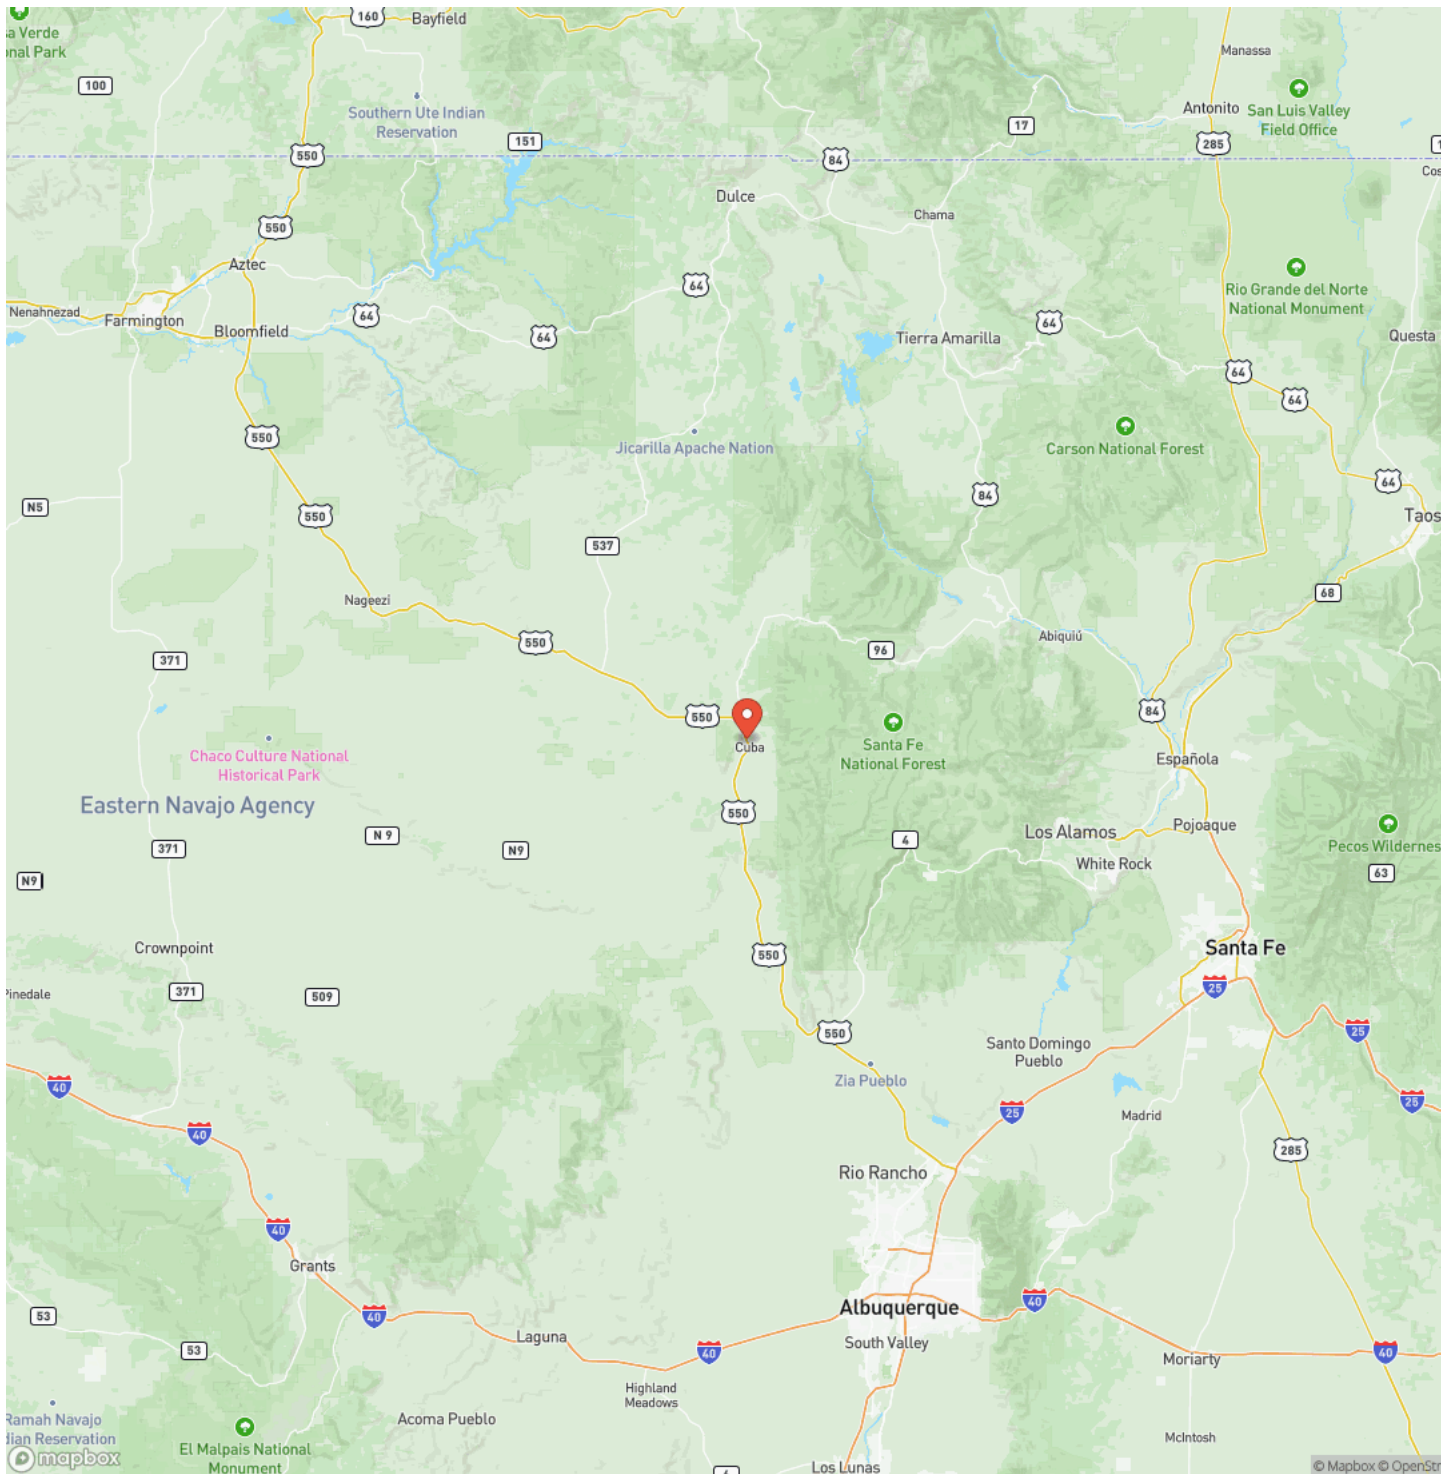 160
Bayfield
sa Verde
onal Park
Manassa
100
Southern Ute Indian
Reservation
Antonito
San Luis Valley
Field Office
17
151
285
550
84
Dulce
Cos
Chama
550
Aztec
64
Rio Grande del Norte
National Monument
Nenahnezad
Farmington
Bloomfield
64
64
64
Tierra Amarilla
Questa
64
64
550
Jicarilla Apache Nation
Carson National Forest
64
N5
84
550
Taos
537
Nageezi
68
550
Abiquiú
96
371
84
550
Cuba
Santa Fe
National Forest
Chaco Culture National
Historical Park
Española
Eastern Navajo Agency
550
Pojoaque
N 9
Los Alamos
4
Pecos Wildernes
371
N9
White Rock
N9
63
Crownpoint
Santa Fe
550
Pinedale
371
509
25
550
25
Santo Domingo
Pueblo
Zia Pueblo
40
25
25
Madrid
40
285
Rio Rancho
40
Grants
40
53
40
Albuquerque
Laguna
South Valley
53
40
40
Moriarty
Highland
Meadows
Ramah Navajo
dian Reservation
Acoma Pueblo
El Malpais National
Monument
McIntosh
mapbox
Los Lunas
© Mapbox © OpenStr